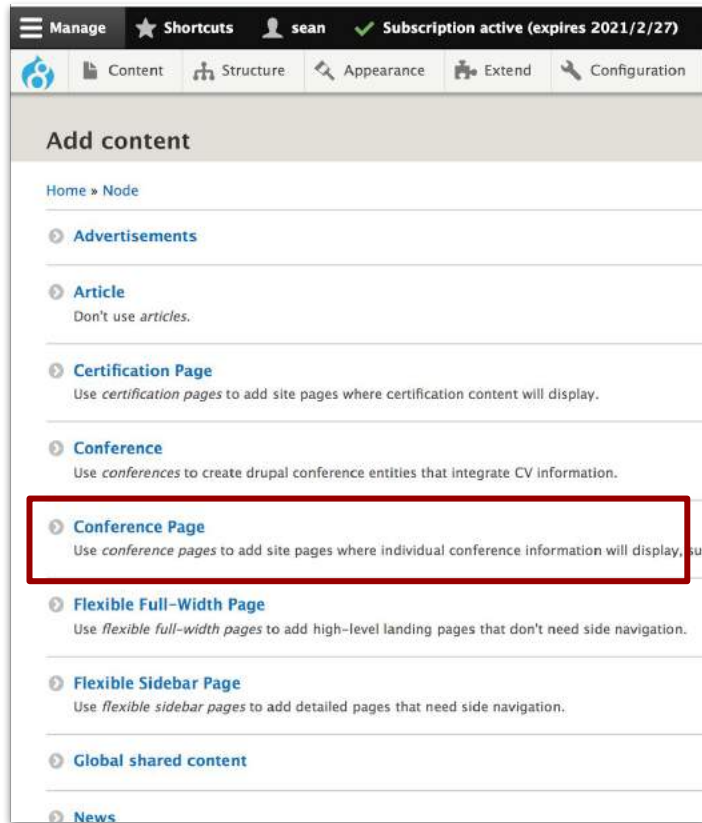 Manage Shortcuts sean Subscription active (expires 2021/2/27)
Content Structure Appearance Extend Configuration
Add content
Home » Node
Advertisements
Article
Don't use articles.
Certification Page
Use certification pages to add site pages where certification content will display.
Conference
Use conferences to create drupal conference entities that integrate CV information.
Conference Page
Use conference pages to add site pages where individual conference information will display, su
Flexible Full-Width Page
Use flexible full-width pages to add high-level landing pages that don't need side navigation.
Flexible Sidebar Page
Use flexible sidebar pages to add detailed pages that need side navigation.
Global shared content
News